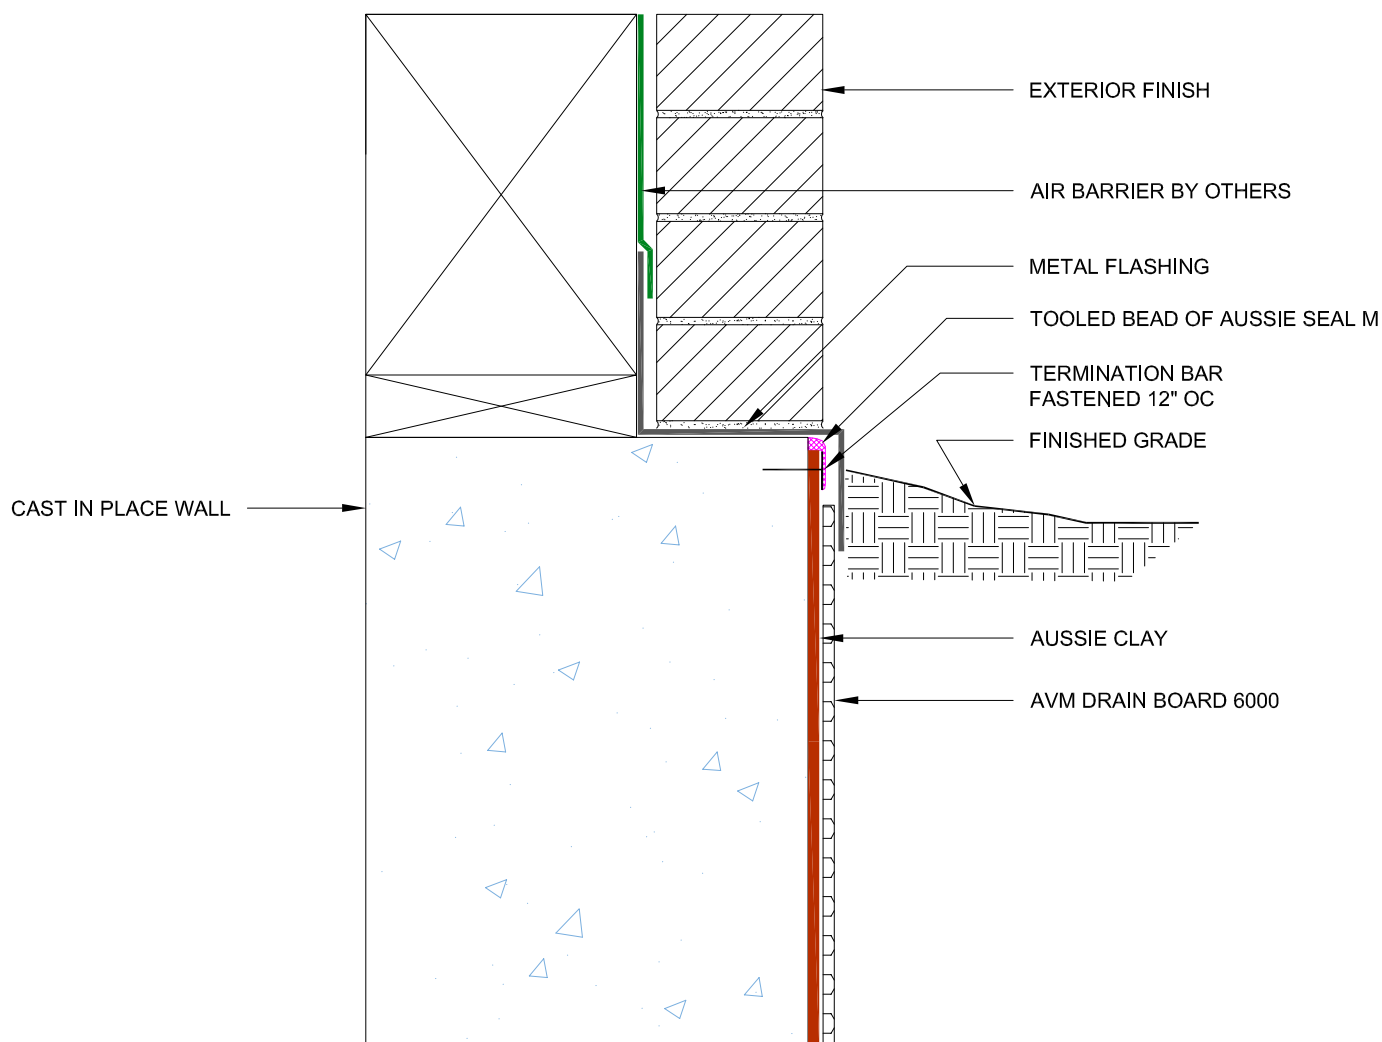 EXTERIOR FINISH
AIR BARRIER BY OTHERS
METAL FLASHING
TOOLED BEAD OF AUSSIE SEAL M
TERMINATION BAR
FASTENED 12" OC
FINISHED GRADE
CAST IN PLACE WALL
AUSSIE CLAY
AVM DRAIN BOARD 6000